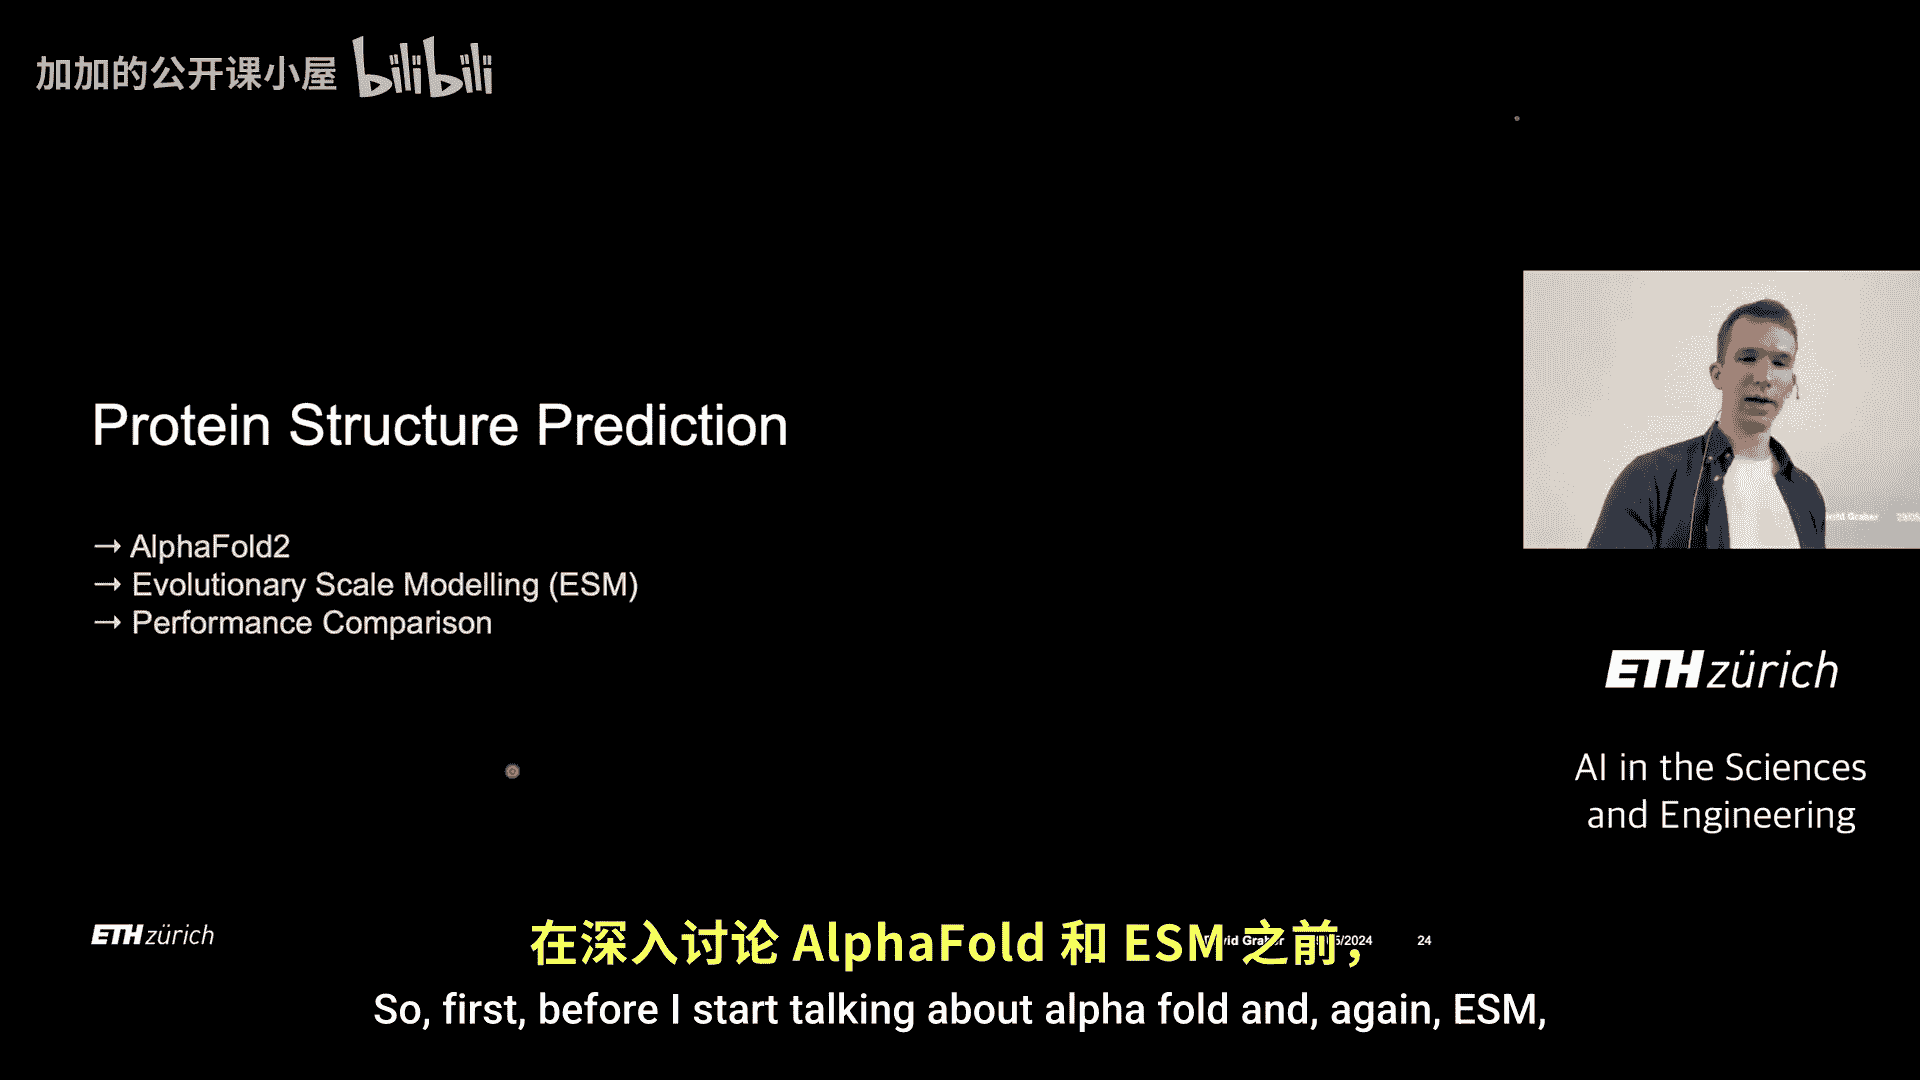 加加的公开课小屋 bilibili
Protein Structure Prediction
→ AlphaFold2
→ Evolutionary Scale Modelling (ESM)
→ Performance Comparison
ETH zürich
AI in the Sciences
and Engineering
ETH zürich
David Graber 24
在深入讨论 AlphaFold 和 ESM 之前，
So, first, before I start talking about alpha fold and, again, ESM,